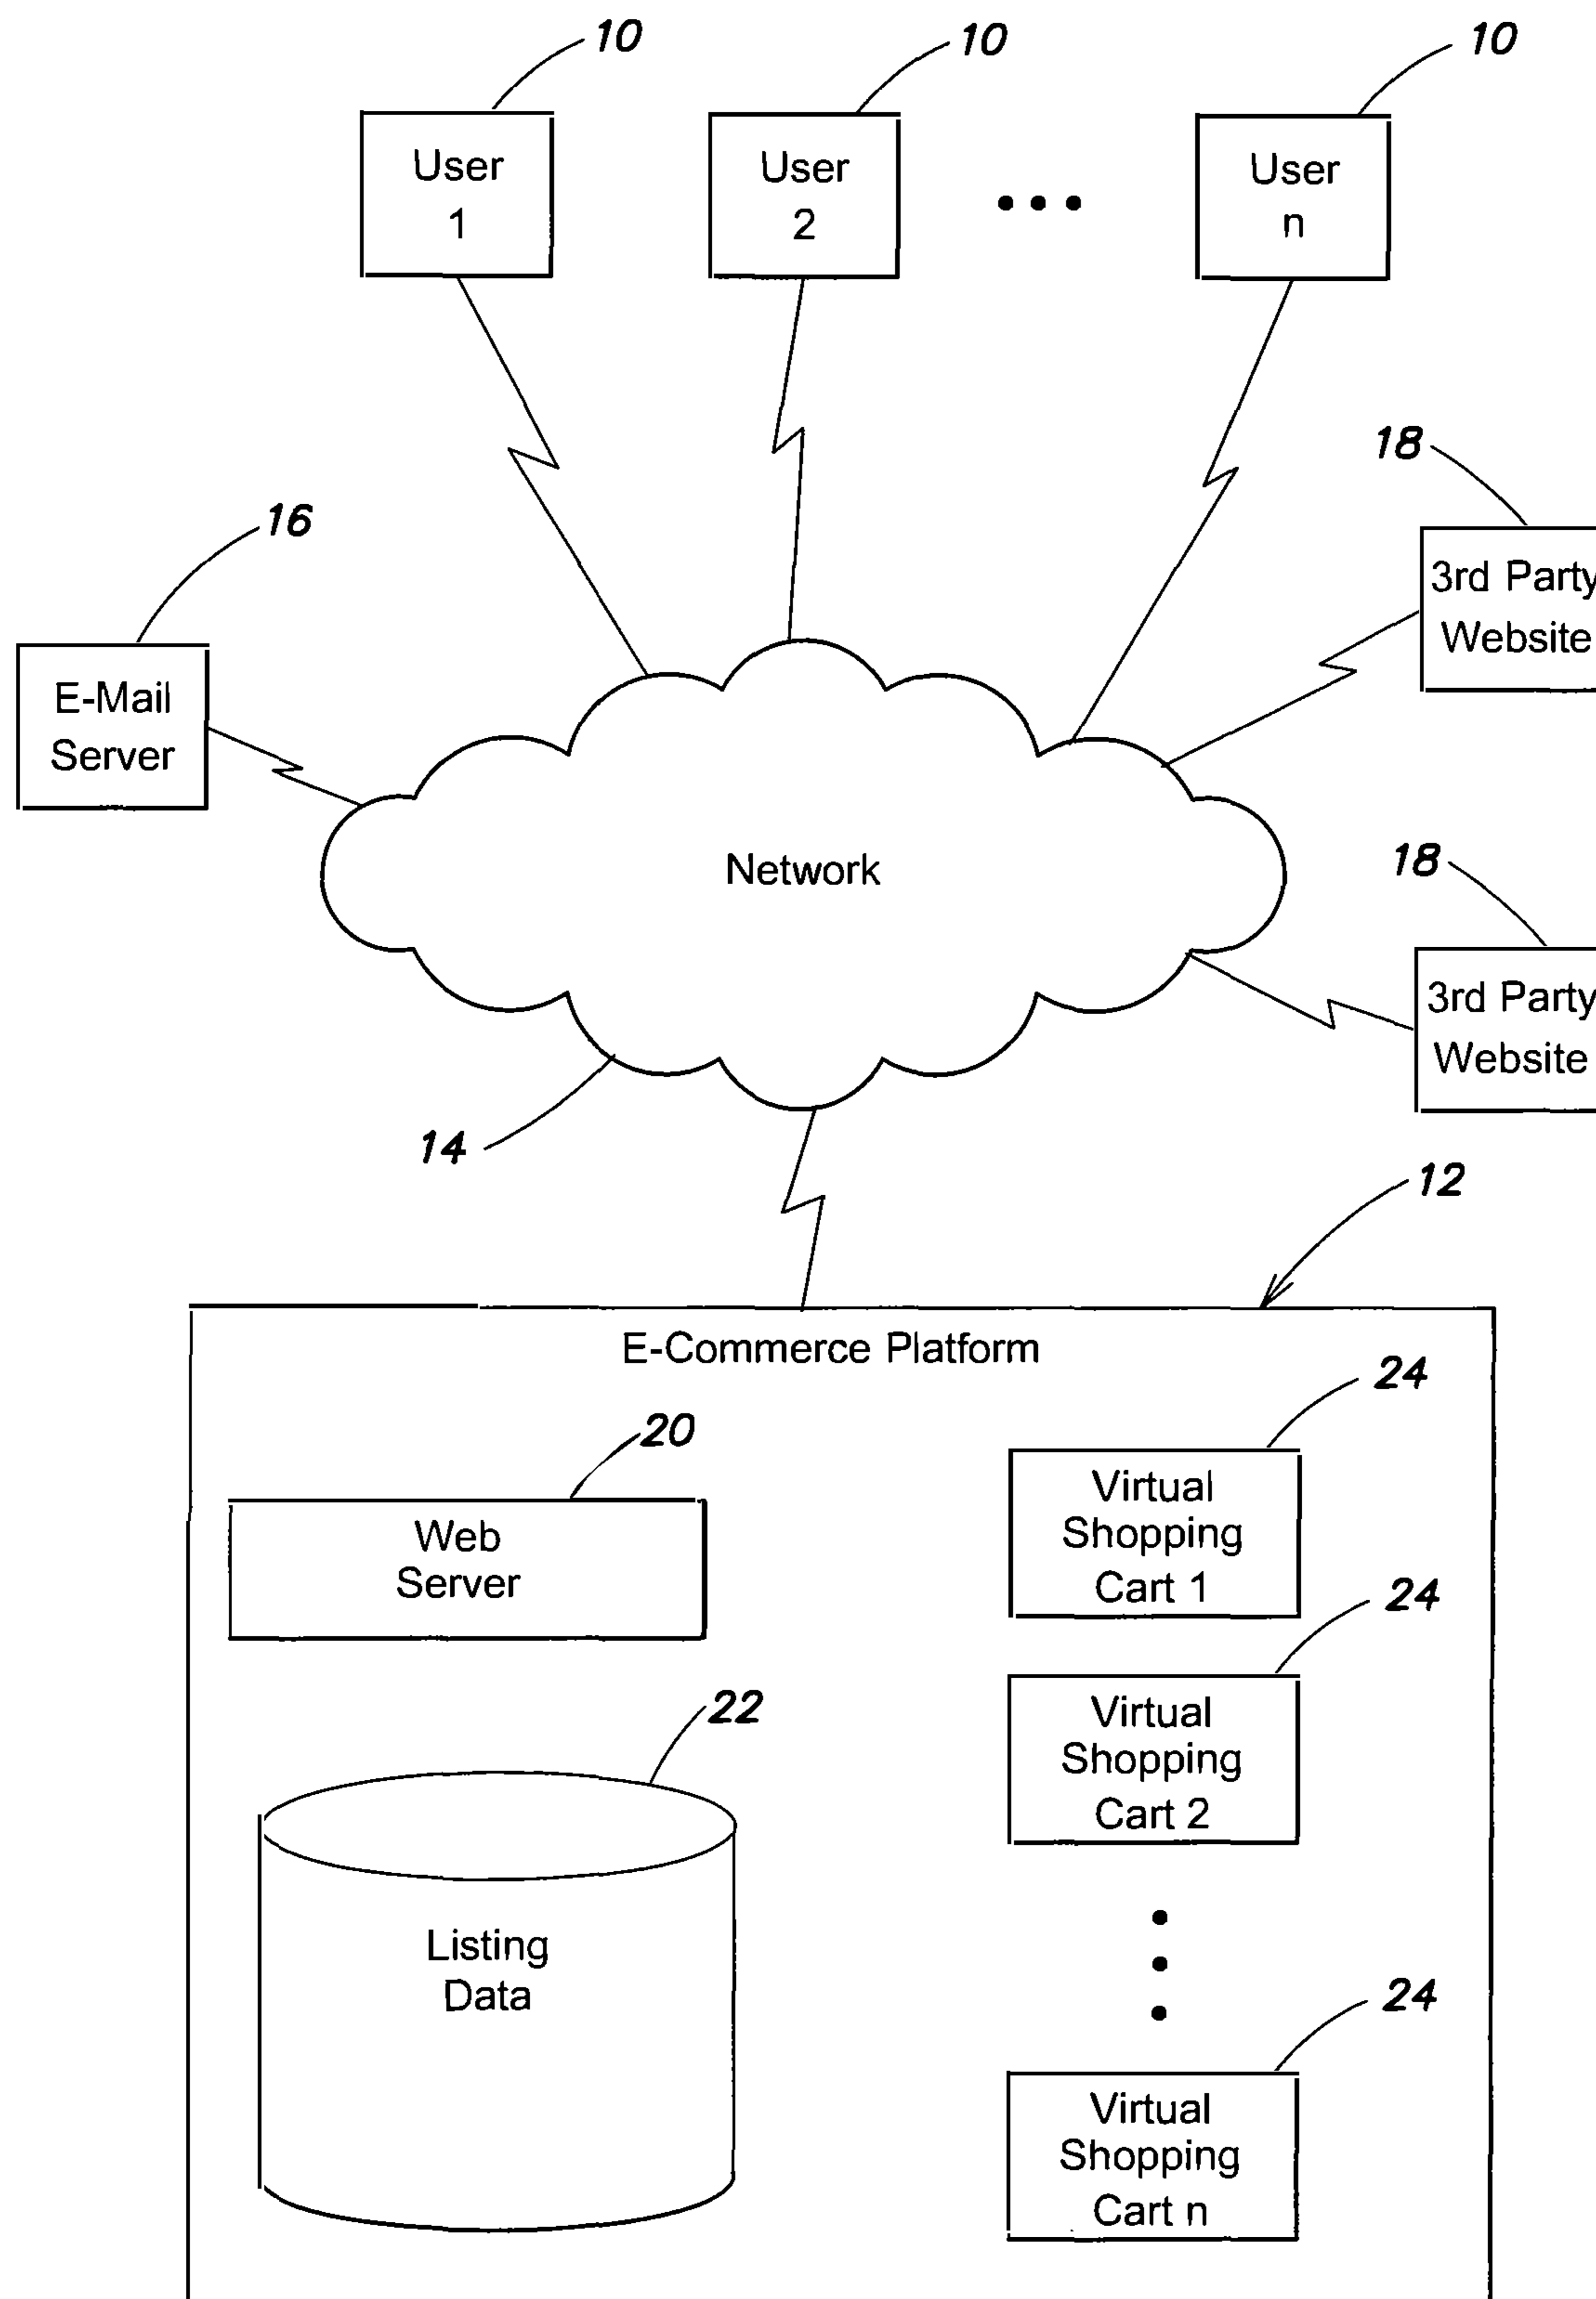 10
10
10
User
1
User
2
User
n
18
16
3rd Party
Website
E-Mail
Server
Network
18
3rd Party
Website
14
12
E-Commerce Platform
24
20
Virtual
Shopping
Cart 1
Web
Server
24
22
Virtual
Shopping
Cart 2
Listing
Data
24
Virtual
Shopping
Cart n